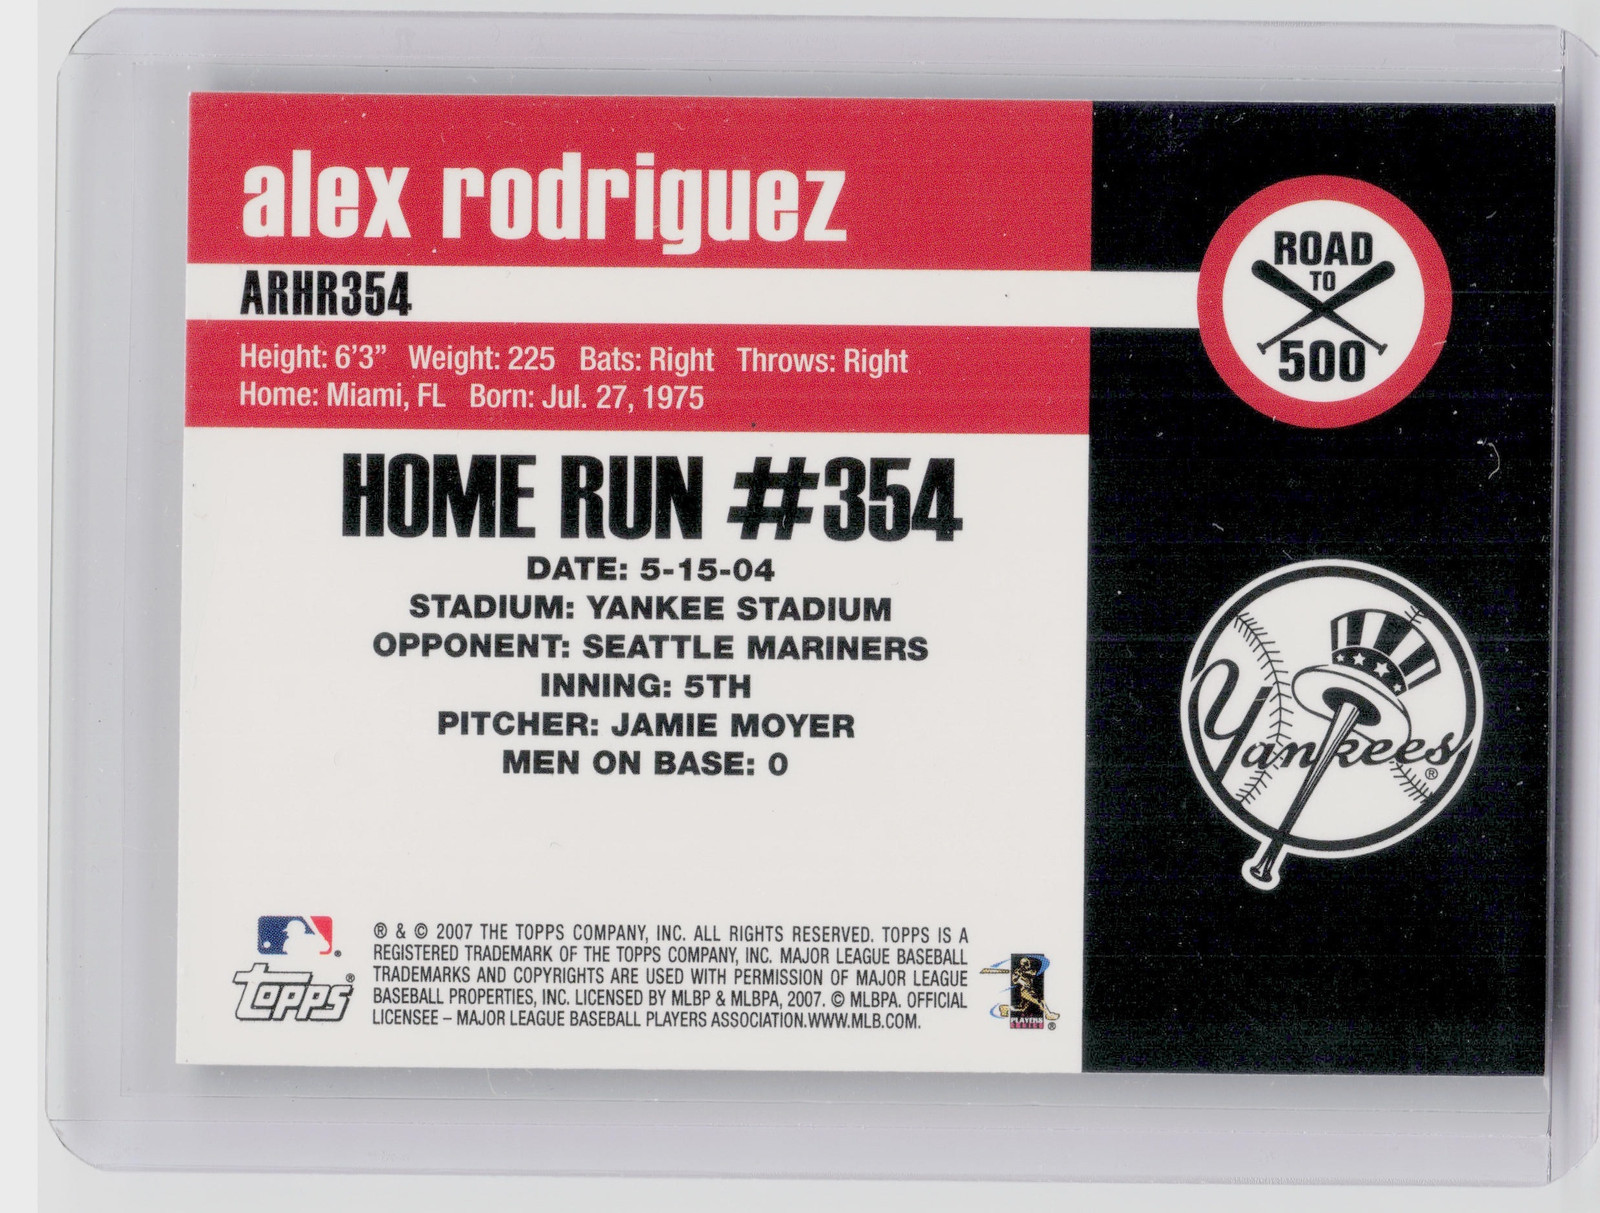 alex rodriguez
ARHR354
Height: 6'3” Weight: 225 Bats: Right Throws: Right
Home: Miami, FL Born: Jul. 27, 1975
ROAD
TO
500
HOME RUN #354
DATE: 5-15-04
STADIUM: YANKEE STADIUM
OPPONENT: SEATTLE MARINERS
INNING: 5TH
PITCHER: JAMIE MOYER
MEN ON BASE: 0
Yankees®
®
Topps®
® & © 2007 THE TOPPS COMPANY, INC. ALL RIGHTS RESERVED. TOPPS IS A
REGISTERED TRADEMARK OF THE TOPPS COMPANY, INC. MAJOR LEAGUE BASEBALL
TRADEMARKS AND COPYRIGHTS ARE USED WITH PERMISSION OF MAJOR LEAGUE
BASEBALL PROPERTIES, INC. LICENSED BY MLBP & MLBPA, 2007. © MLBPA. OFFICIAL
LICENSEE – MAJOR LEAGUE BASEBALL PLAYERS ASSOCIATION.WWW.MLB.COM.
PLAYERS
®